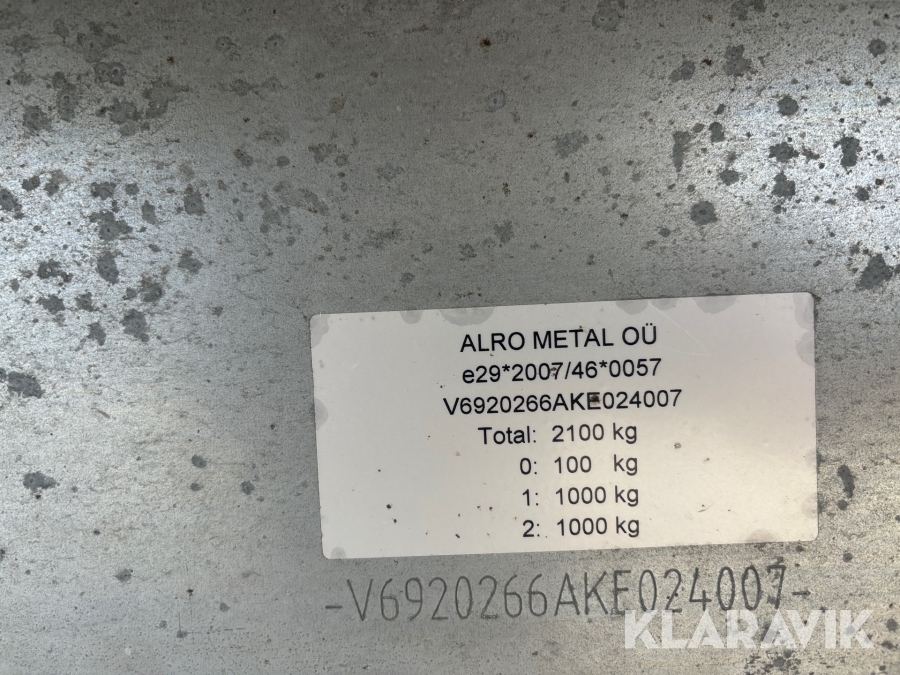 ALRO METAL OÜ
e29*2007/46*0057
V6920266AKE024007
Total: 2100 kg
0: 100 kg
1: 1000 kg
2: 1000 kg
-V6920266AKE024007-
KLARAVIK